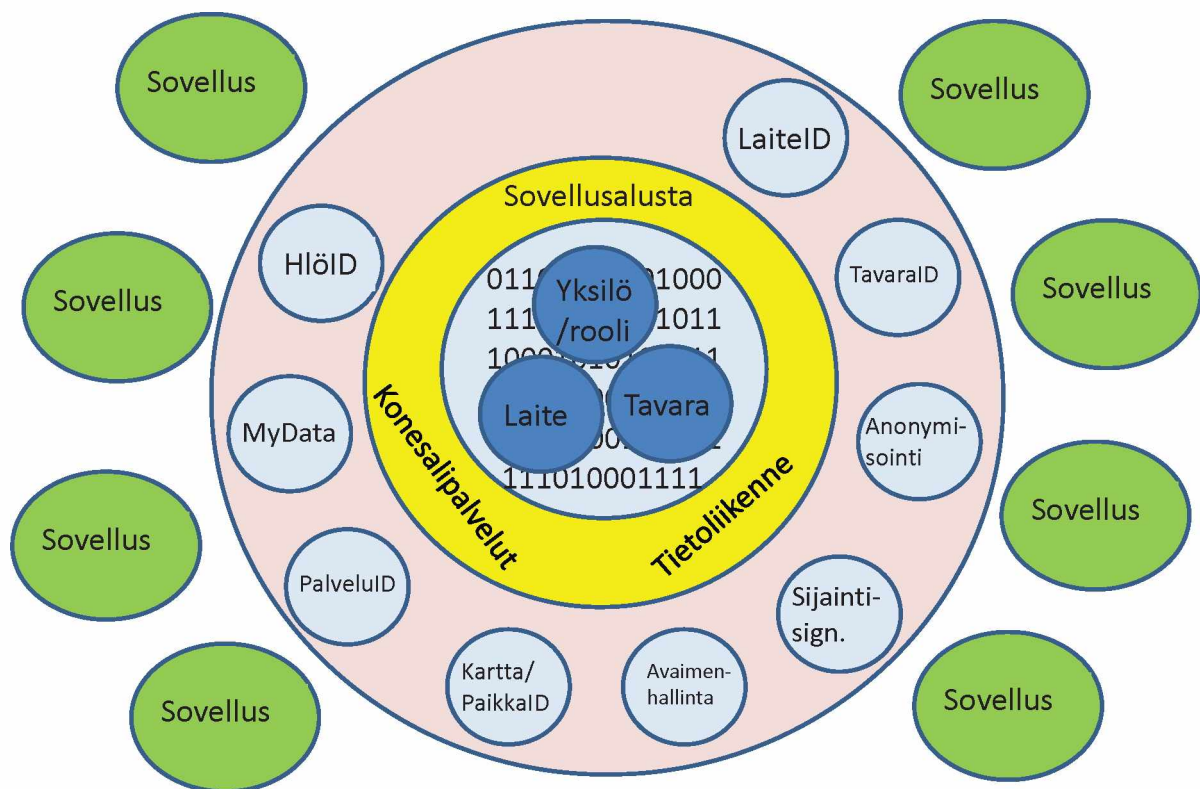 Sovellus
Sovellus
LaiteID
Sovellusalusta
HlöID
TavaraID
Sovellus
Sovellus
Yksilö
/rooli
Laite
Tavara
111010001111
MyData
Anonymi-
sointi
Konesalipalvelut
Tietoliikenne
Sovellus
Sovellus
PalveluID
Sijainti-
sign.
Kartta/
PaikkaID
Avaimen-
hallinta
Sovellus
Sovellus